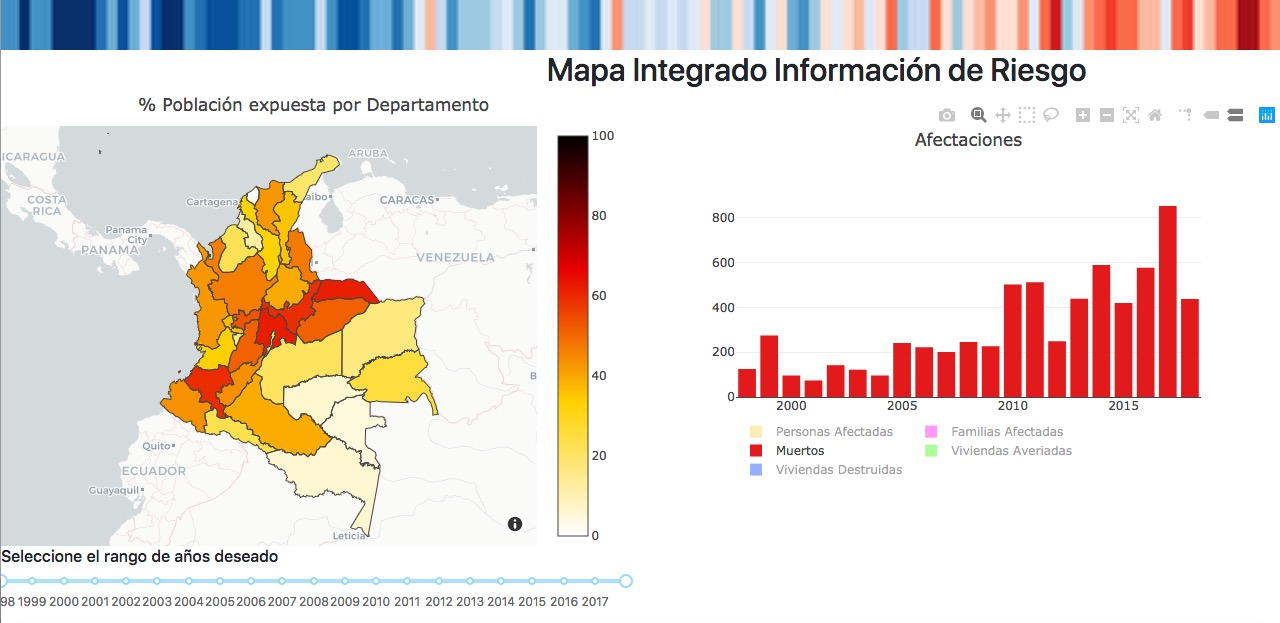 Mapa Integrado Información de Riesgo
% Población expuesta por Departamento
ICARAGUA
COSTA
RICA
Panama
City
PANAMA
Cartagena
ARUBA
aibo
CARACAS
VENEZUELA
B
Quito
ECUADOR
Guayaquil
Leticia
100
80
60
40
20
0
Afectaciones
800
600
400
200
0
2000 2005 2010 2015
Personas Afectadas
Familias Afectadas
Muertos
Viviendas Averiadas
Viviendas Destruidas
Seleccione el rango de años deseado
98 1999 2000 2001 2002 2003 2004 2005 2006 2007 2008 2009 2010 2011 2012 2013 2014 2015 2016 2017